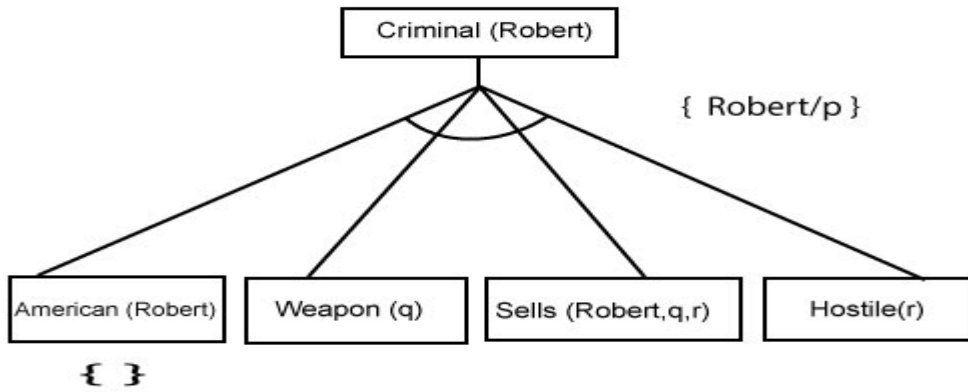 Criminal (Robert)
{ Robert/p }
American (Robert)
Weapon (q)
Sells (Robert,q,r)
Hostile(r)
{ }